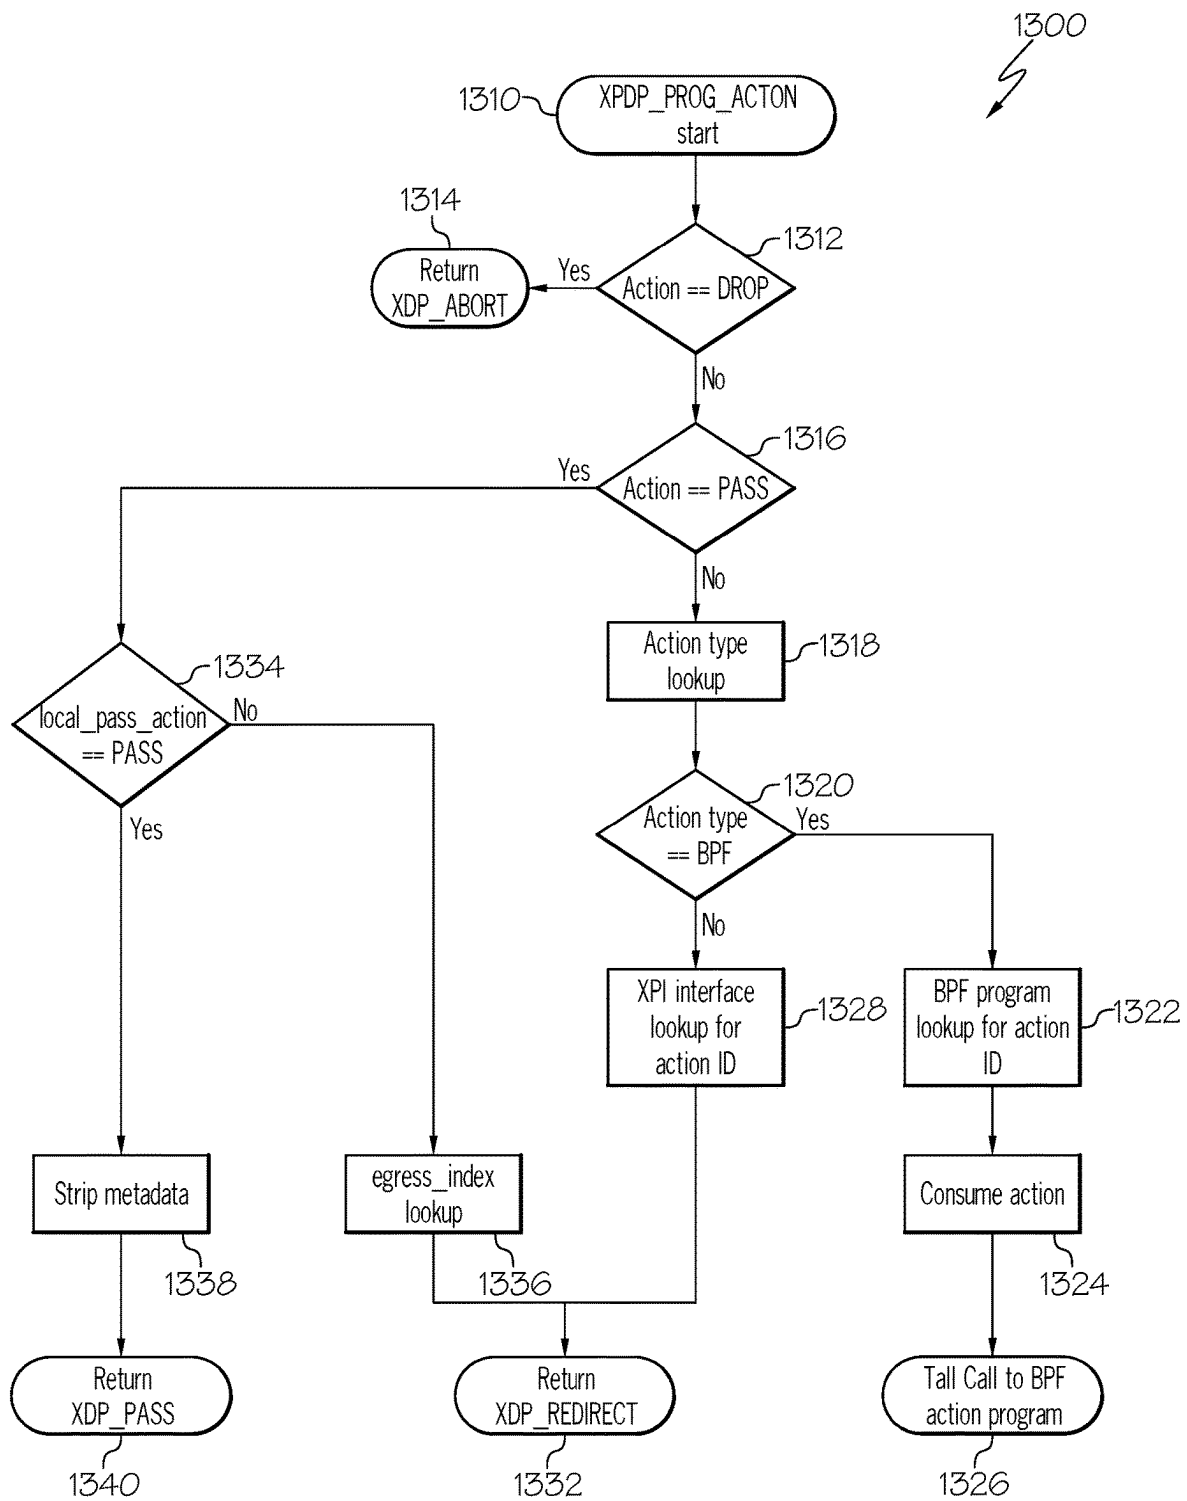 1300
1310
XPDP_PROG_ACTON
start
1314
Return
XDP_ABORT
Yes
1312
Action == DROP
No
1316
Yes
Action == PASS
No
Action type
lookup
1318
1334
local_pass_action
== PASS
No
Yes
1320
Action type
== BPF
Yes
No
XPI interface
lookup for
action ID
1328
BPF program
lookup for action
ID
1322
Strip metadata
1338
egress_index
lookup
1336
Consume action
1324
Return
XDP_PASS
1340
Return
XDP_REDIRECT
1332
Tall Call to BPF
action program
1326